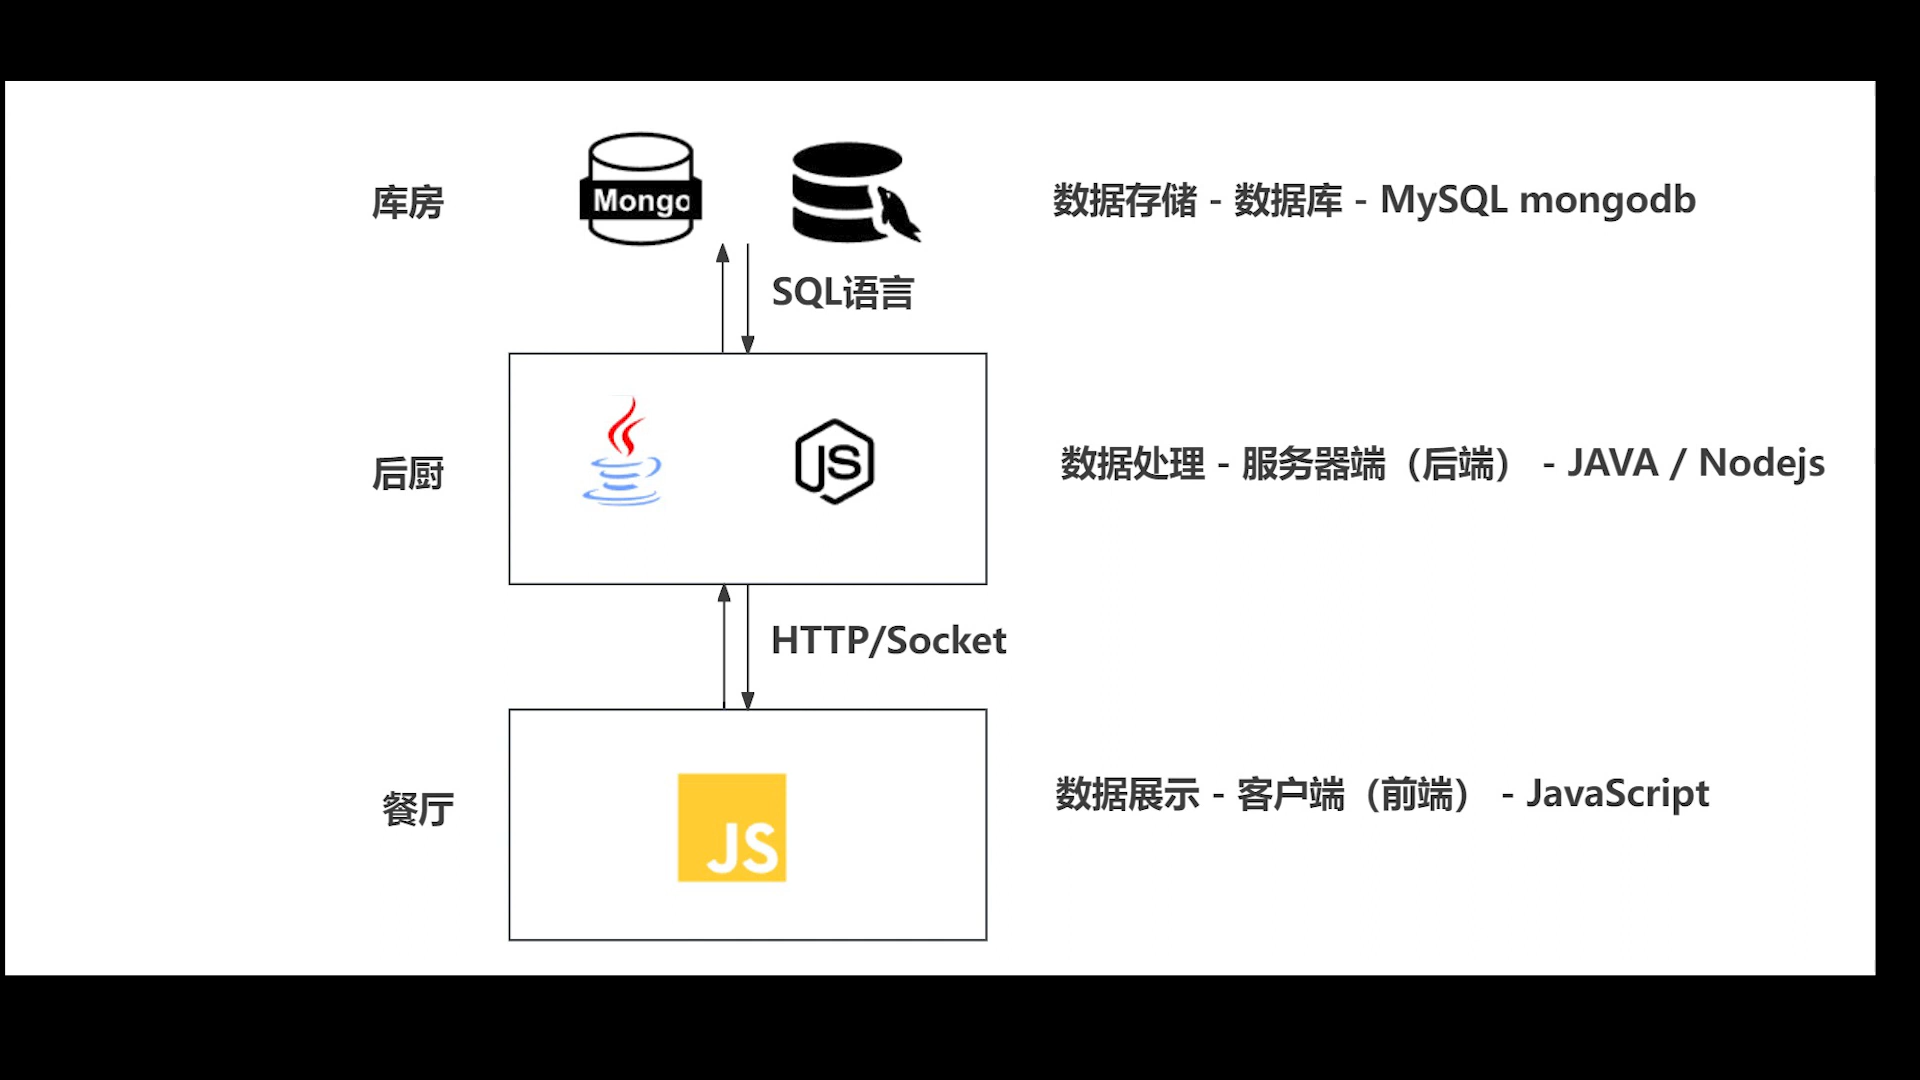 库房
Mongo
数据存储 - 数据库 - MySQL mongodb
SQL语言
后厨
JS
数据处理 - 服务器端（后端） - JAVA / Nodejs
HTTP/Socket
餐厅
JS
数据展示 - 客户端（前端） - JavaScript